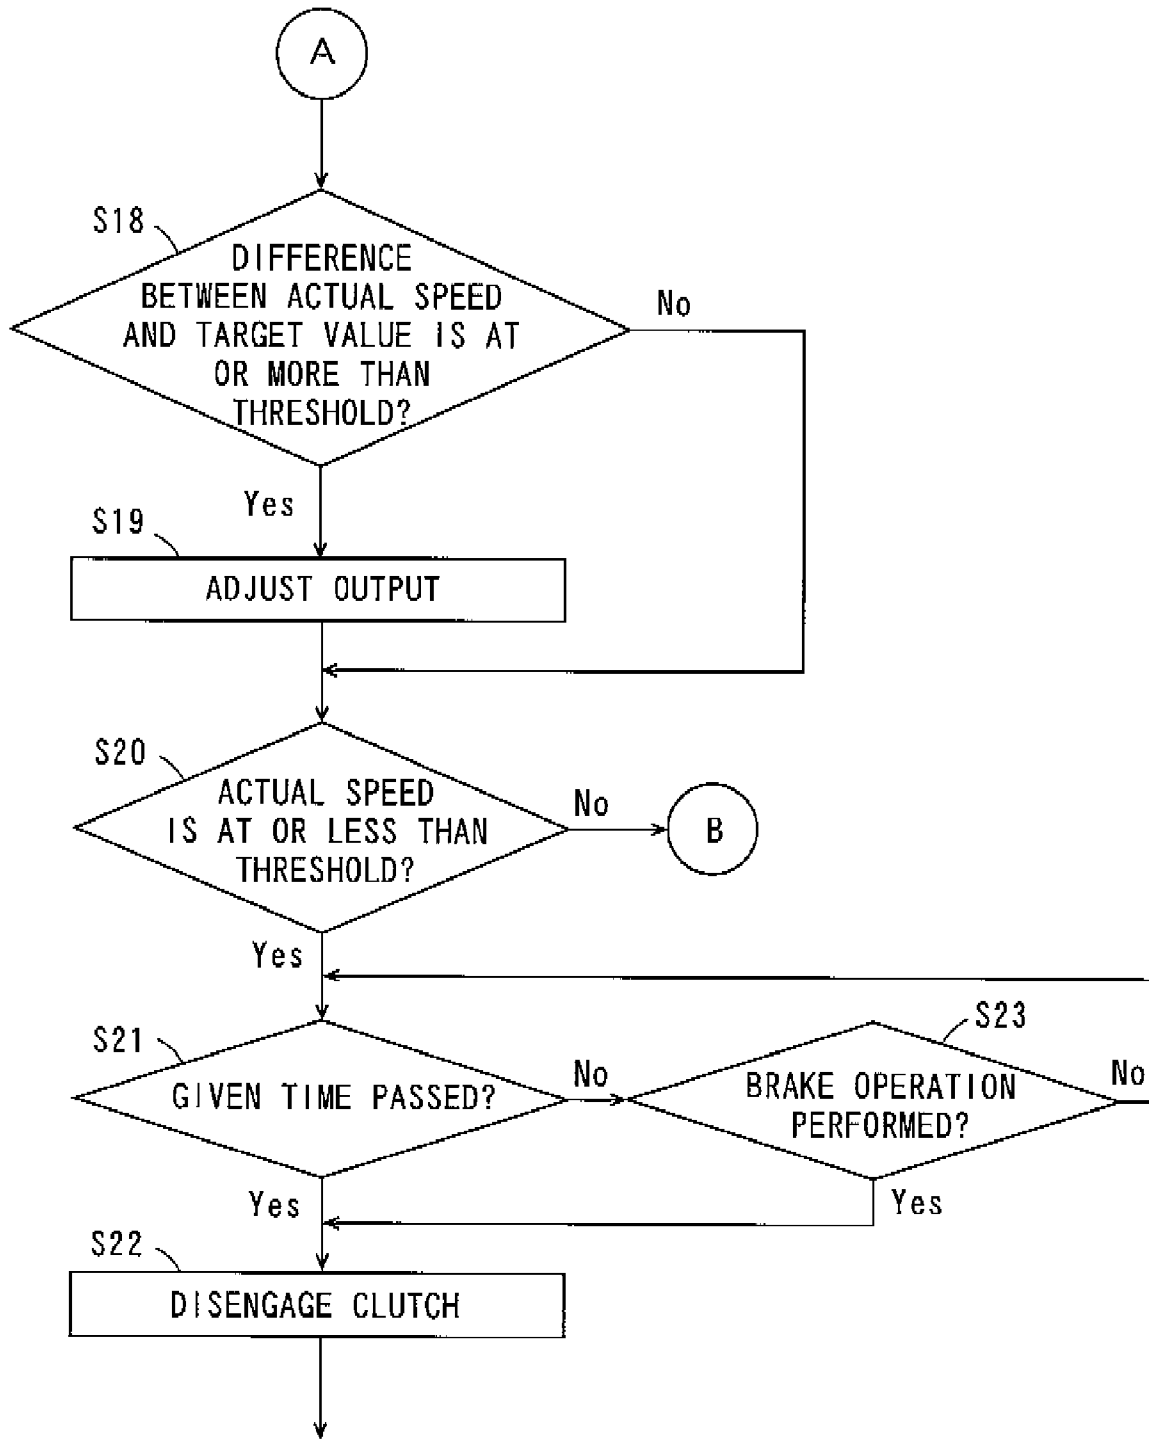 A
S18
DIFFERENCE
BETWEEN ACTUAL SPEED
AND TARGET VALUE IS AT
OR MORE THAN
THRESHOLD?
No
Yes
S19
ADJUST OUTPUT
S20
ACTUAL SPEED
IS AT OR LESS THAN
THRESHOLD?
No
B
Yes
S21
GIVEN TIME PASSED?
No
S23
BRAKE OPERATION
PERFORMED?
No
Yes
Yes
S22
DISENGAGE CLUTCH